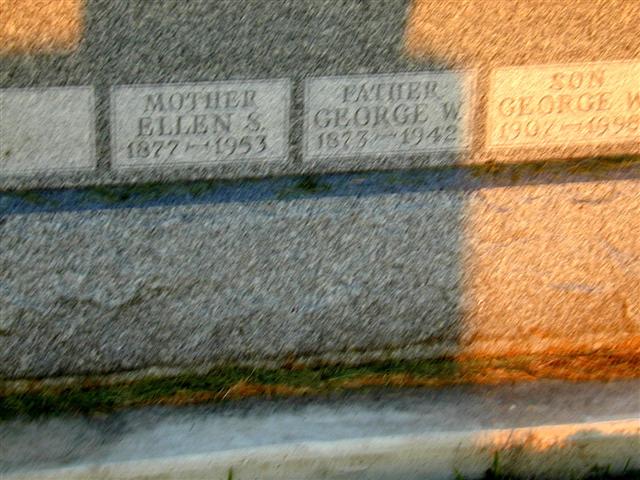 MOTHER
ELLEN S.
1877–1953
FATHER
GEORGE W.
1873–1942
SON
GEORGE W.